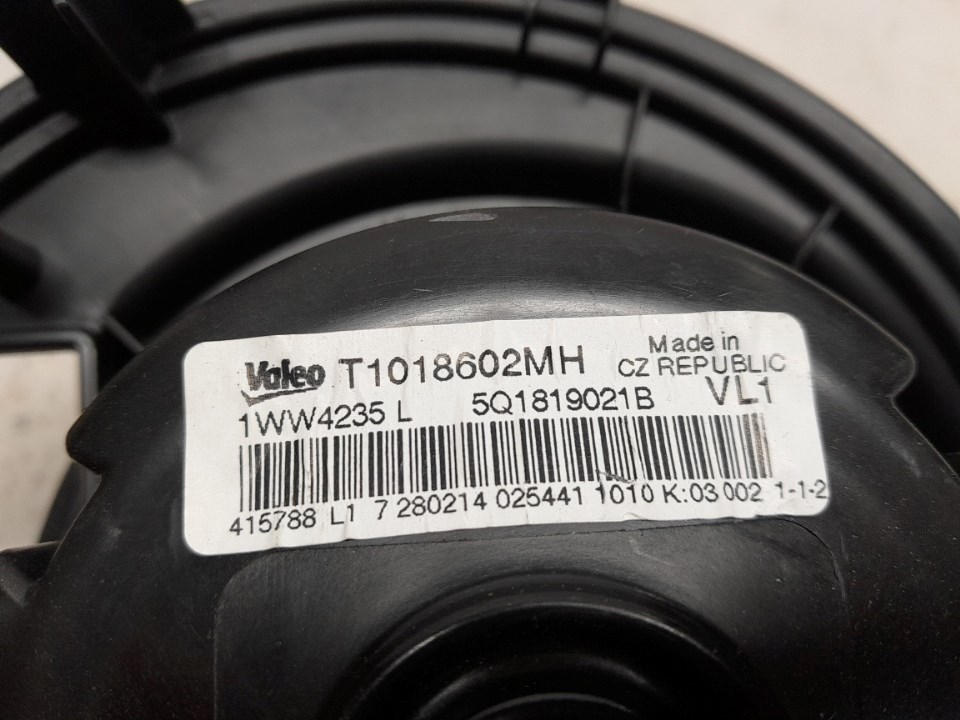 Valeo T1018602MH Made in
CZ REPUBLIC
1WW4235 L 5Q1819021B VL1
415788 L1 7 280214 025441 1010 K:03 002 1-1-2